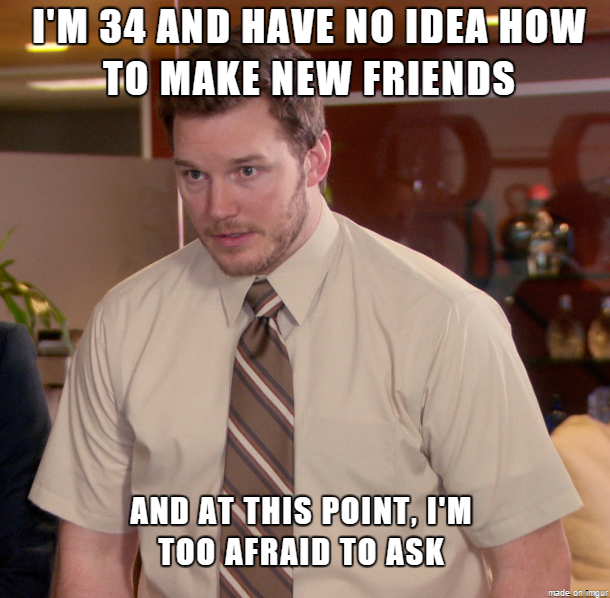 I'M 34 AND HAVE NO IDEA HOW
TO MAKE NEW FRIENDS
AND AT THIS POINT, I'M
TOO AFRAID TO ASK
made on imgur